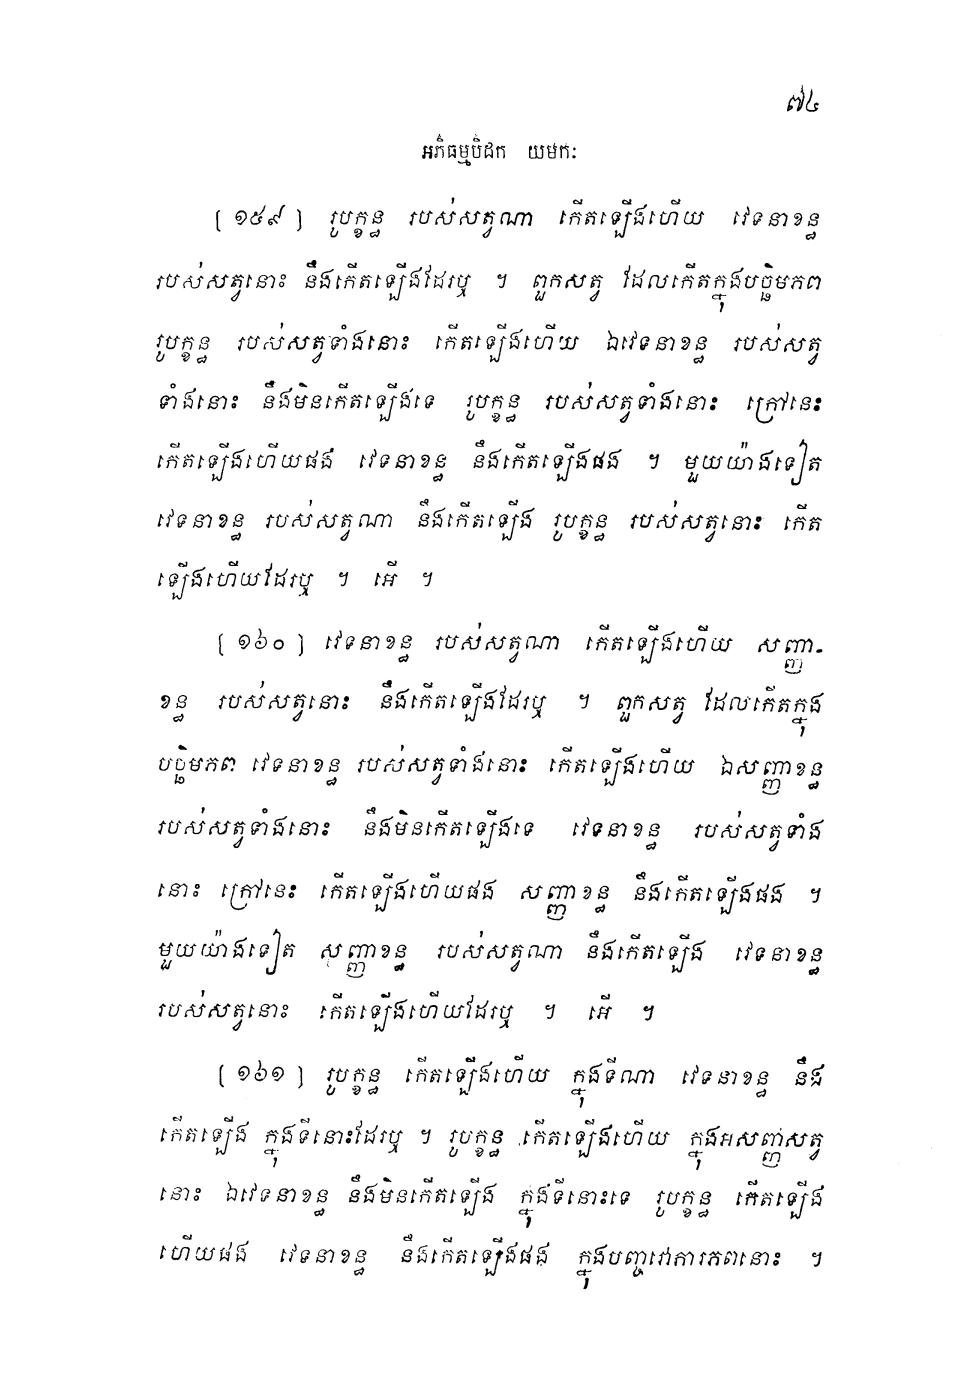 ៧៤
អភិធម្មបិដក យមកៈ
[ ១៥៩ ] រូបក្ខន្ធ របស់សត្វណា កើតឡើងហើយ វេទនាខន្ធ
របស់សត្វនោះ នឹងកើតឡើងដែរឬ ។ ពួកសត្វ ដែលកើតក្នុងបច្ឆិមភព
រូបក្ខន្ធ របស់សត្វទាំងនោះ កើតឡើងហើយ ឯវេទនាខន្ធ របស់សត្វ
ទាំងនោះ នឹងមិនកើតឡើងទេ រូបក្ខន្ធ របស់សត្វទាំងនោះ ក្រៅនេះ
កើតឡើងហើយផង វេទនាខន្ធ នឹងកើតឡើងផង ។ មួយយ៉ាងទៀត
វេទនាខន្ធ របស់សត្វណា នឹងកើតឡើង រូបក្ខន្ធ របស់សត្វនោះ កើត
ឡើងហើយដែរឬ ។ អើ ។
[ ១៦០ ] វេទនាខន្ធ របស់សត្វណា កើតឡើងហើយ សញ្ញា-
ខន្ធ របស់សត្វនោះ នឹងកើតឡើងដែរឬ ។ ពួកសត្វ ដែលកើតក្នុង
បច្ឆិមភព វេទនាខន្ធ របស់សត្វទាំងនោះ កើតឡើងហើយ ឯសញ្ញាខន្ធ
របស់សត្វទាំងនោះ នឹងមិនកើតឡើងទេ វេទនាខន្ធ របស់សត្វទាំង
នោះ ក្រៅនេះ កើតឡើងហើយផង សញ្ញាខន្ធ នឹងកើតឡើងផង ។
មួយយ៉ាងទៀត សញ្ញាខន្ធ របស់សត្វណា នឹងកើតឡើង វេទនាខន្ធ
របស់សត្វនោះ កើតឡើងហើយដែរឬ ។ អើ ។
[ ១៦១ ] រូបក្ខន្ធ កើតឡើងហើយ ក្នុងទីណា វេទនាខន្ធ នឹង
កើតឡើង ក្នុងទីនោះដែរឬ ។ រូបក្ខន្ធ កើតឡើងហើយ ក្នុងអសញ្ញសត្វ
នោះ ឯវេទនាខន្ធ នឹងមិនកើតឡើង ក្នុងទីនោះទេ រូបក្ខន្ធ កើតឡើង
ហើយផង វេទនាខន្ធ នឹងកើតឡើងផង ក្នុងបញ្ចវោការភពនោះ ។